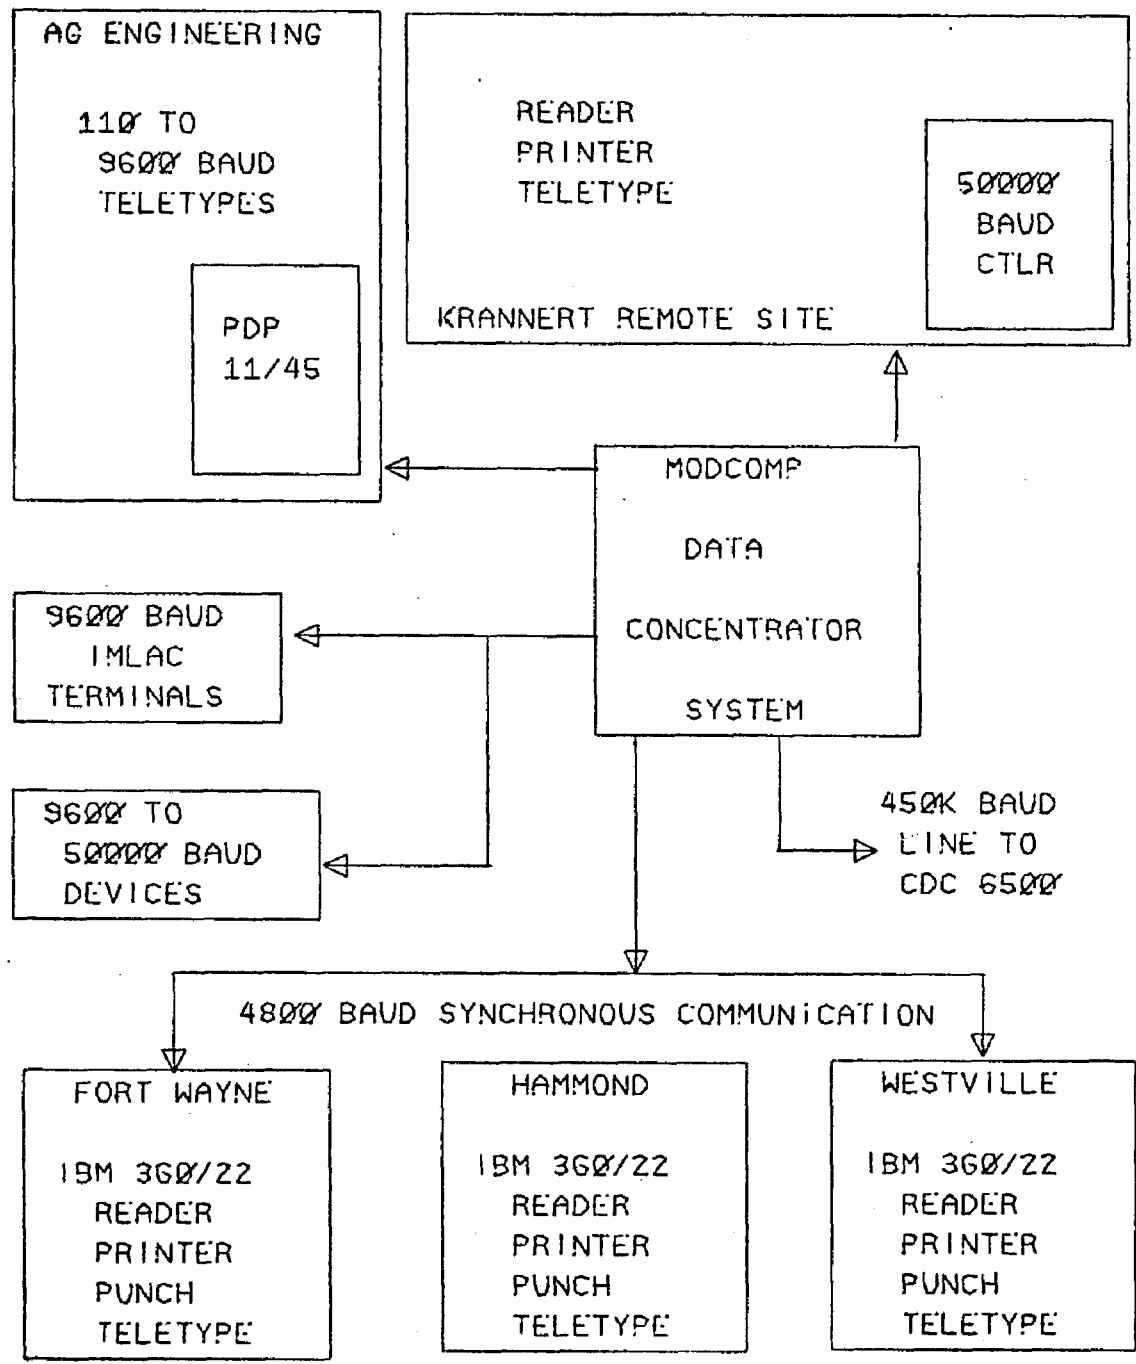 AG ENGINEERING
110 TO
9600 BAUD
TELETYPES
PDP
11/45
READER
PRINTER
TELETYPE
50000
BAUD
CTLR
KRANNERT REMOTE SITE
MODCOMP
DATA
CONCENTRATOR
SYSTEM
9600 BAUD
IMLAC
TERMINALS
9600 TO
50000 BAUD
DEVICES
450K BAUD
LINE TO
CDC 6500
4800 BAUD SYNCHRONOUS COMMUNICATION
FORT WAYNE
IBM 360/22
READER
PRINTER
PUNCH
TELETYPE
HAMMOND
IBM 360/22
READER
PRINTER
PUNCH
TELETYPE
WESTVILLE
IBM 360/22
READER
PRINTER
PUNCH
TELETYPE